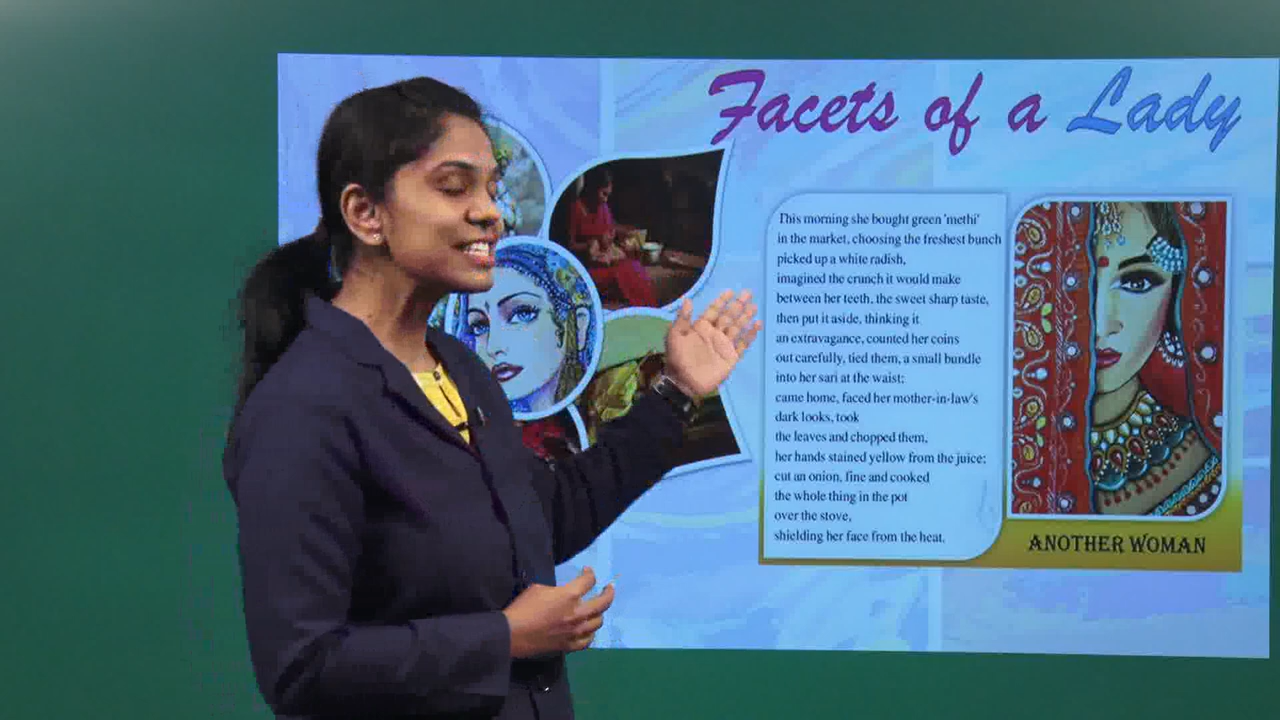 Facets of a Lady
This morning she bought green 'methi'
in the market, choosing the freshest bunch
picked up a white radish,
imagined the crunch it would make
between her teeth, the sweet sharp taste,
then put it aside, thinking it
an extravagance, counted her coins
out carefully, tied them, a small bundle
into her sari at the waist;
came home, faced her mother-in-law's
dark looks, took
the leaves and chopped them,
her hands stained yellow from the juice;
cut an onion, fine and cooked
the whole thing in the pot
over the stove,
shielding her face from the heat.
ANOTHER WOMAN